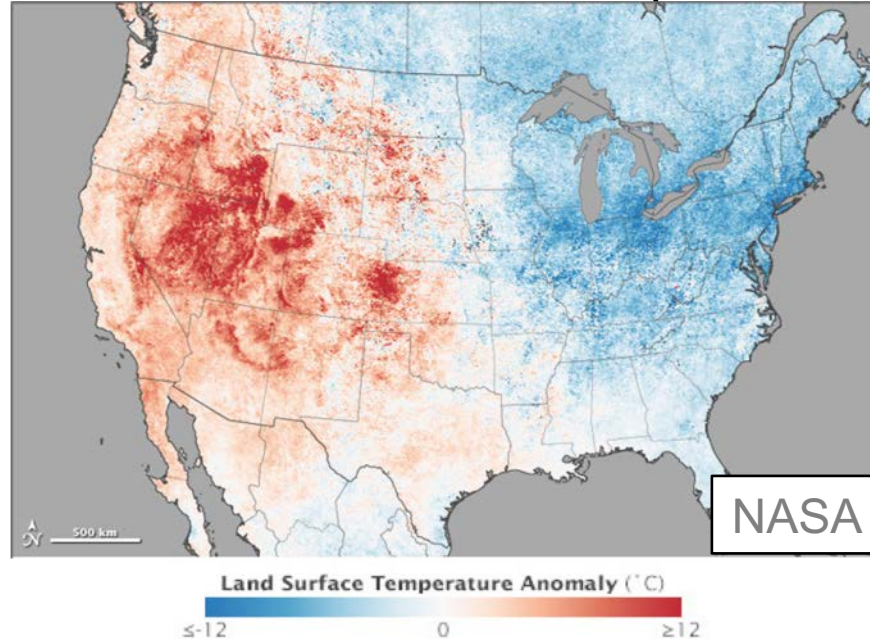 N
500 km
NASA
Land Surface Temperature Anomaly (˚C)
≤-12 0 ≥12